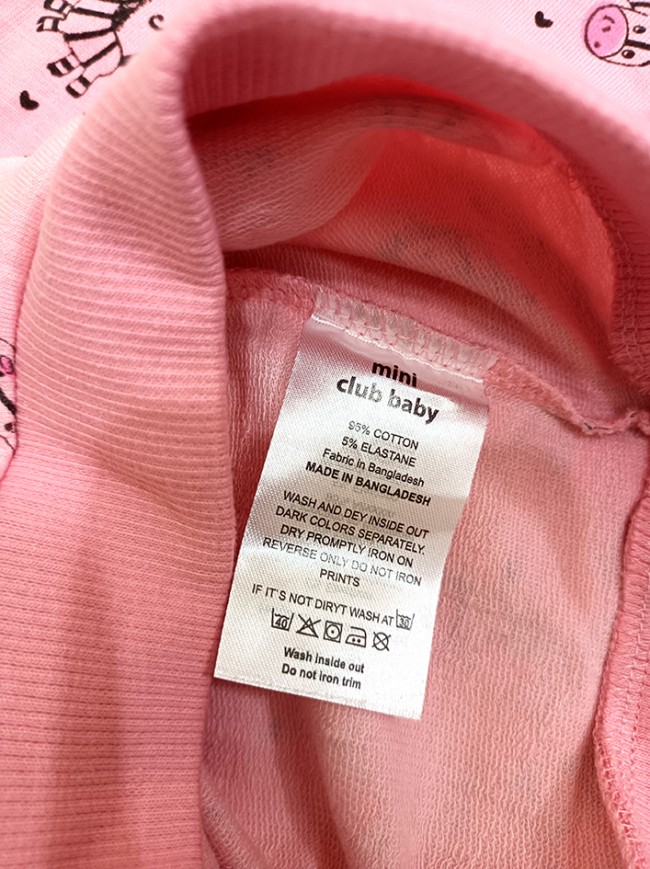 mini
club baby
95% COTTON
5% ELASTANE
Fabric in Bangladesh
MADE IN BANGLADESH
WASH AND DEY INSIDE OUT
DARK COLORS SEPARATELY.
DRY PROMPTLY IRON ON
REVERSE ONLY DO NOT IRON
PRINTS
IF IT`S NOT DIRYT WASH AT 30
40
Wash inside out
Do not iron trim